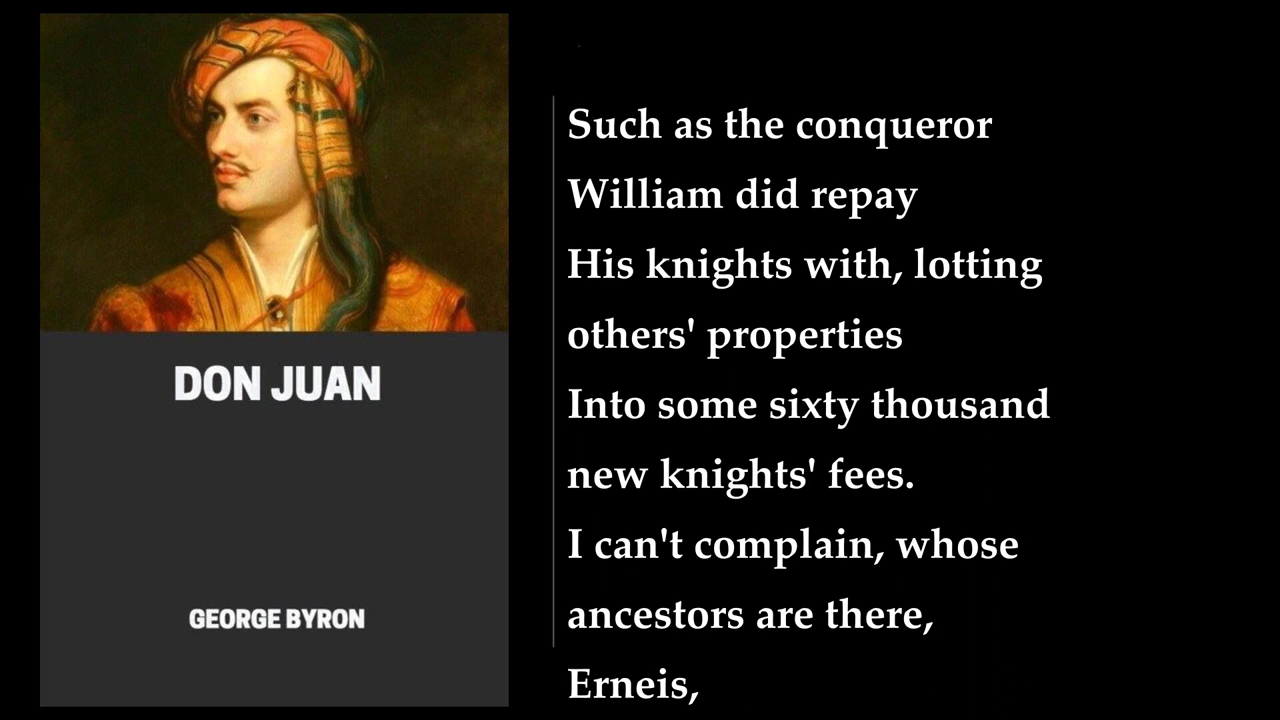 DON JUAN
GEORGE BYRON
Such as the conqueror
William did repay
His knights with, lotting
others' properties
Into some sixty thousand
new knights' fees.
I can't complain, whose
ancestors are there,
Erneis,